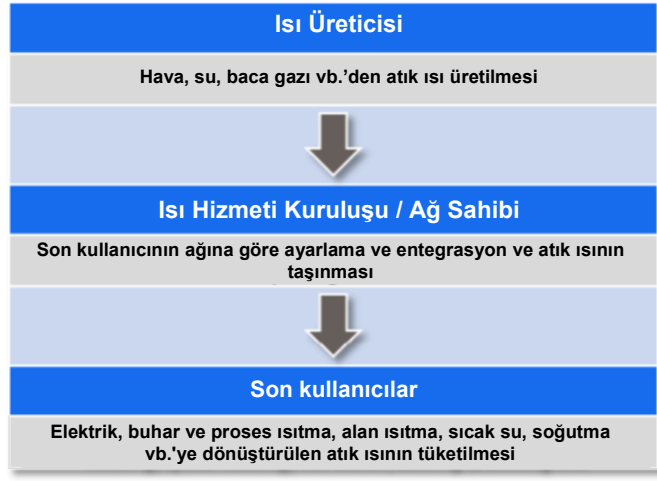 Isı Üreticisi
Hava, su, baca gazı vb.’den atık ısı üretilmesi
Isı Hizmeti Kuruluşu / Ağ Sahibi
Son kullanıcının ağına göre ayarlama ve entegrasyon ve atık ısının
taşınması
Son kullanıcılar
Elektrik, buhar ve proses ısıtma, alan ısıtma, sıcak su, soğutma
vb.'ye dönüştürülen atık ısının tüketilmesi